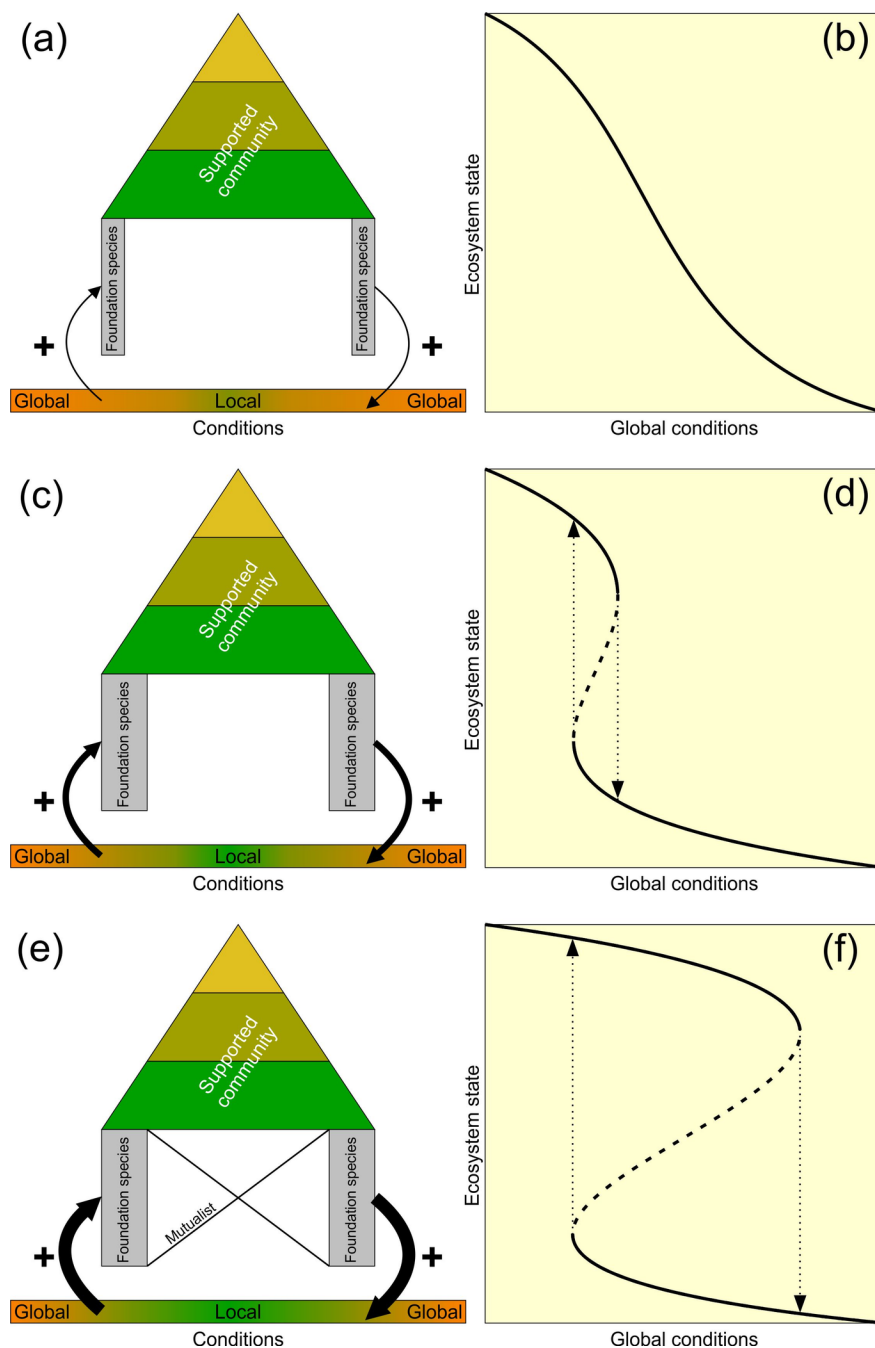 (a)
Supported
community
Foundation species
Foundation species
+
+
Global
Local
Global
Conditions
(b)
Ecosystem state
Global conditions
(c)
Supported
community
Foundation species
Foundation species
+
+
Global
Local
Global
Conditions
(d)
Ecosystem state
Global conditions
(e)
Supported
community
Foundation species
Mutualist
Foundation species
+
+
Global
Local
Global
Conditions
(f)
Ecosystem state
Global conditions